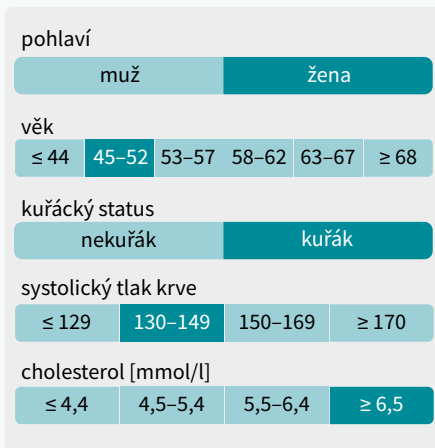 pohlaví
muž žena
věk
≤ 44 45–52 53–57 58–62 63–67 ≥ 68
kuřácký status
nekuřák kuřák
systolický tlak krve
≤ 129 130–149 150–169 ≥ 170
cholesterol [mmol/l]
≤ 4,4 4,5–5,4 5,5–6,4 ≥ 6,5